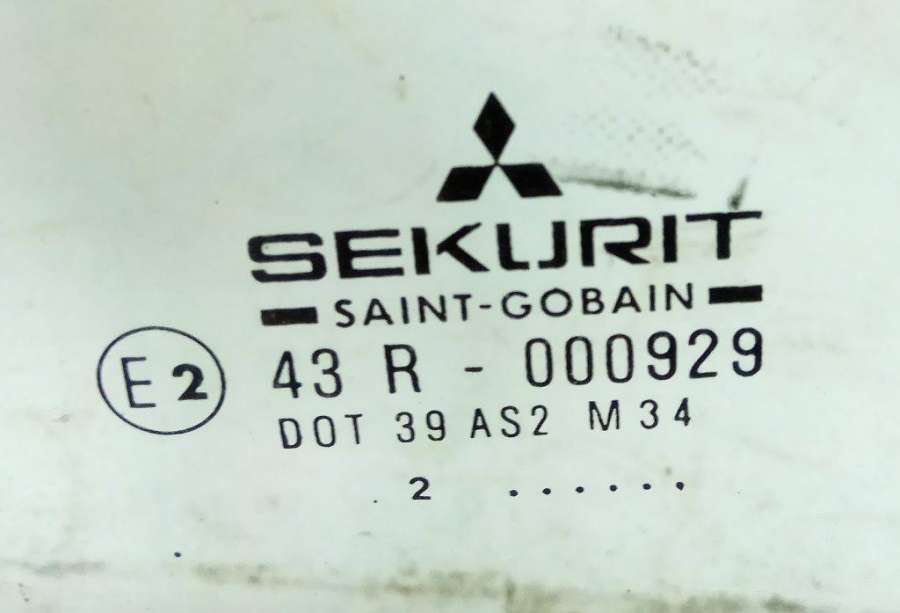 SEKURIT
SAINT-GOBAIN
E2 43 R - 000929
DOT 39 AS2 M34
. 2 . . . . . .